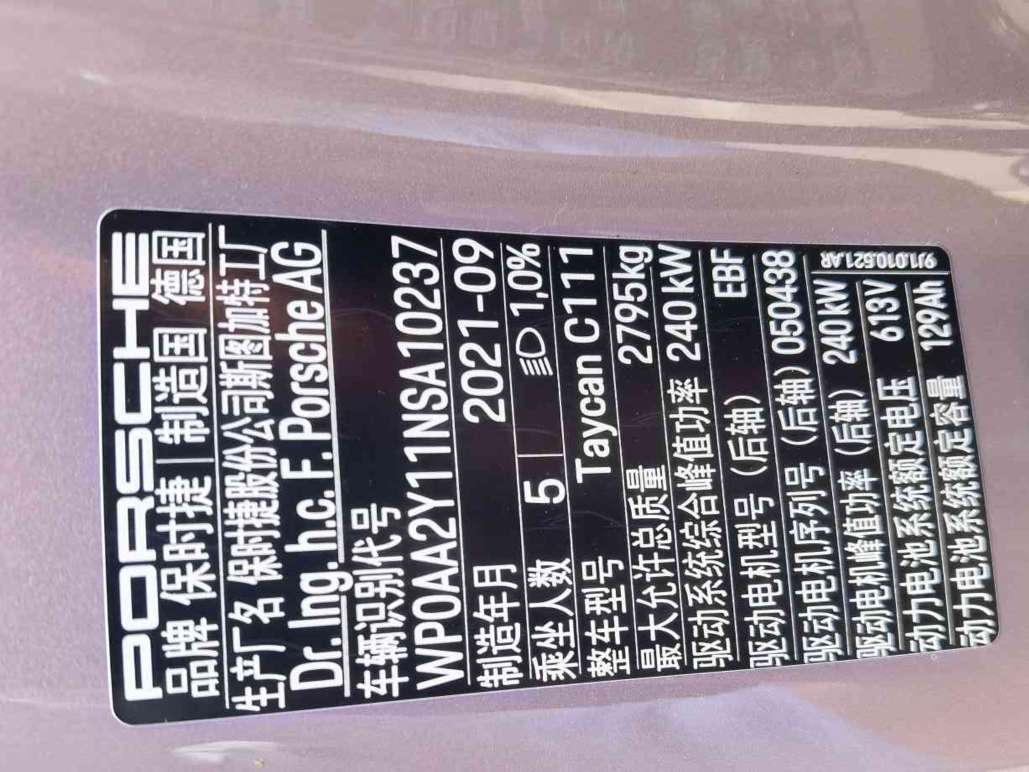 PORSCHE
品牌 保时捷 制造国 德国
生产厂名 保时捷股份公司斯图加特工厂
Dr. Ing. h.c. F. Porsche AG
车辆识别代号
WP0AA2Y11NSA10237
制造年月 2021-09
乘坐人数 5 1,0%
整车型号 Taycan C111
最大允许总质量 2795kg
驱动系统综合峰值功率 240 kW
驱动电机型号（后轴） EBF
驱动电机序列号（后轴）050438
驱动电机峰值功率（后轴） 240kW
动力电池系统额定电压 613V
动力电池系统额定容量 129Ah
9J1.010.521.AR